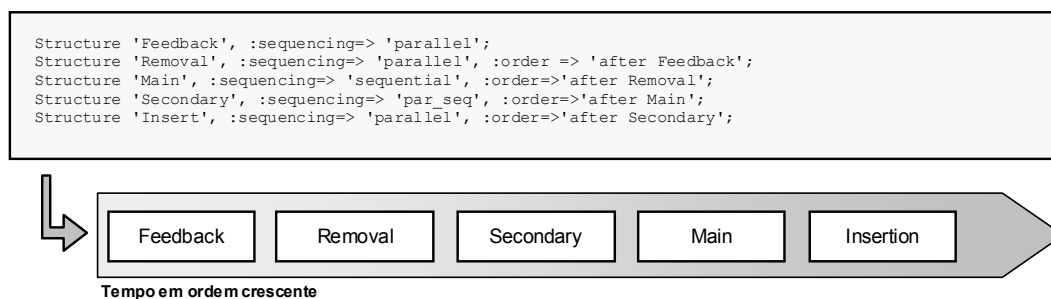 Structure 'Feedback', :sequencing=> 'parallel';
Structure 'Removal', :sequencing=> 'parallel', :order => 'after Feedback';
Structure 'Main', :sequencing=> 'sequential', :order=>'after Removal';
Structure 'Secondary', :sequencing=> 'par_seq', :order=>'after Main';
Structure 'Insert', :sequencing=> 'parallel', :order=>'after Secondary';
Feedback Removal Secondary Main Insertion
Tempo em ordem crescente